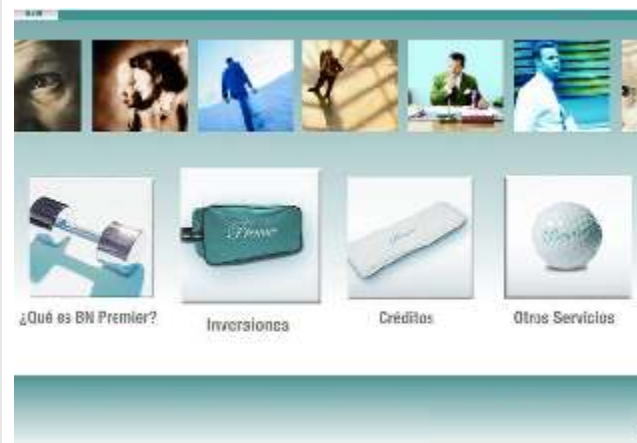 ¿Qué es BN Premier?
Inversiones
Créditos
Otros Servicios